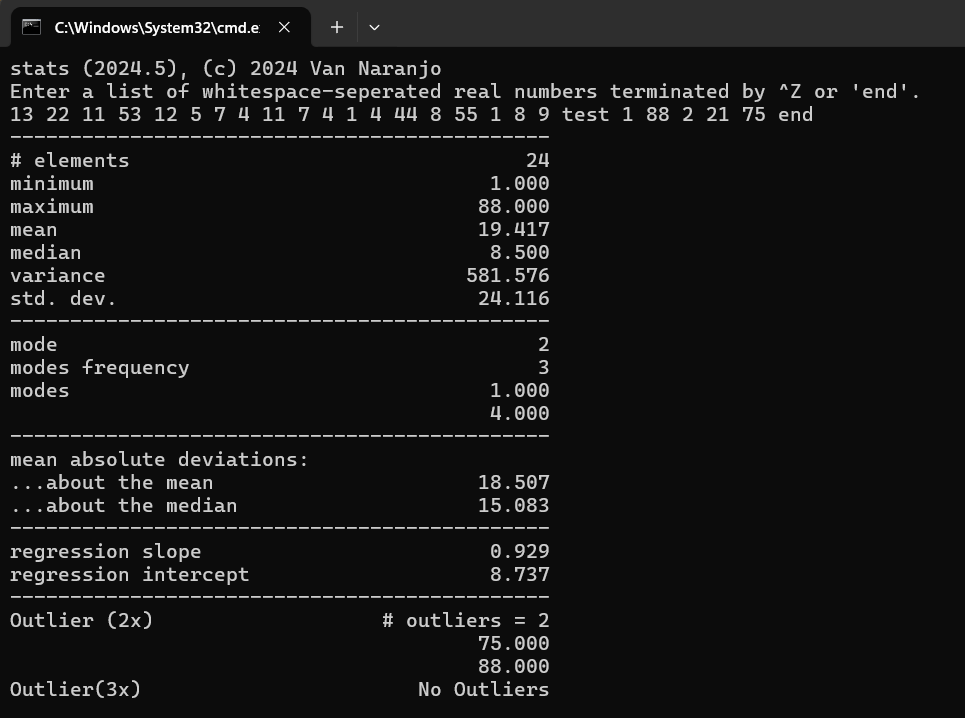 C:\Windows\System32\cmd.e
stats (2024.5), (c) 2024 Van Naranjo
Enter a list of whitespace-seperated real numbers terminated by ^Z or 'end'.
13 22 11 53 12 5 7 4 11 7 4 1 4 44 8 55 1 8 9 test 1 88 2 21 75 end
---------------------------------------------
# elements 24
minimum 1.000
maximum 88.000
mean 19.417
median 8.500
variance 581.576
std. dev. 24.116
---------------------------------------------
mode 2
modes frequency 3
modes 1.000
4.000
---------------------------------------------
mean absolute deviations:
...about the mean 18.507
...about the median 15.083
---------------------------------------------
regression slope 0.929
regression intercept 8.737
---------------------------------------------
Outlier (2x) # outliers = 2
75.000
88.000
Outlier(3x) No Outliers